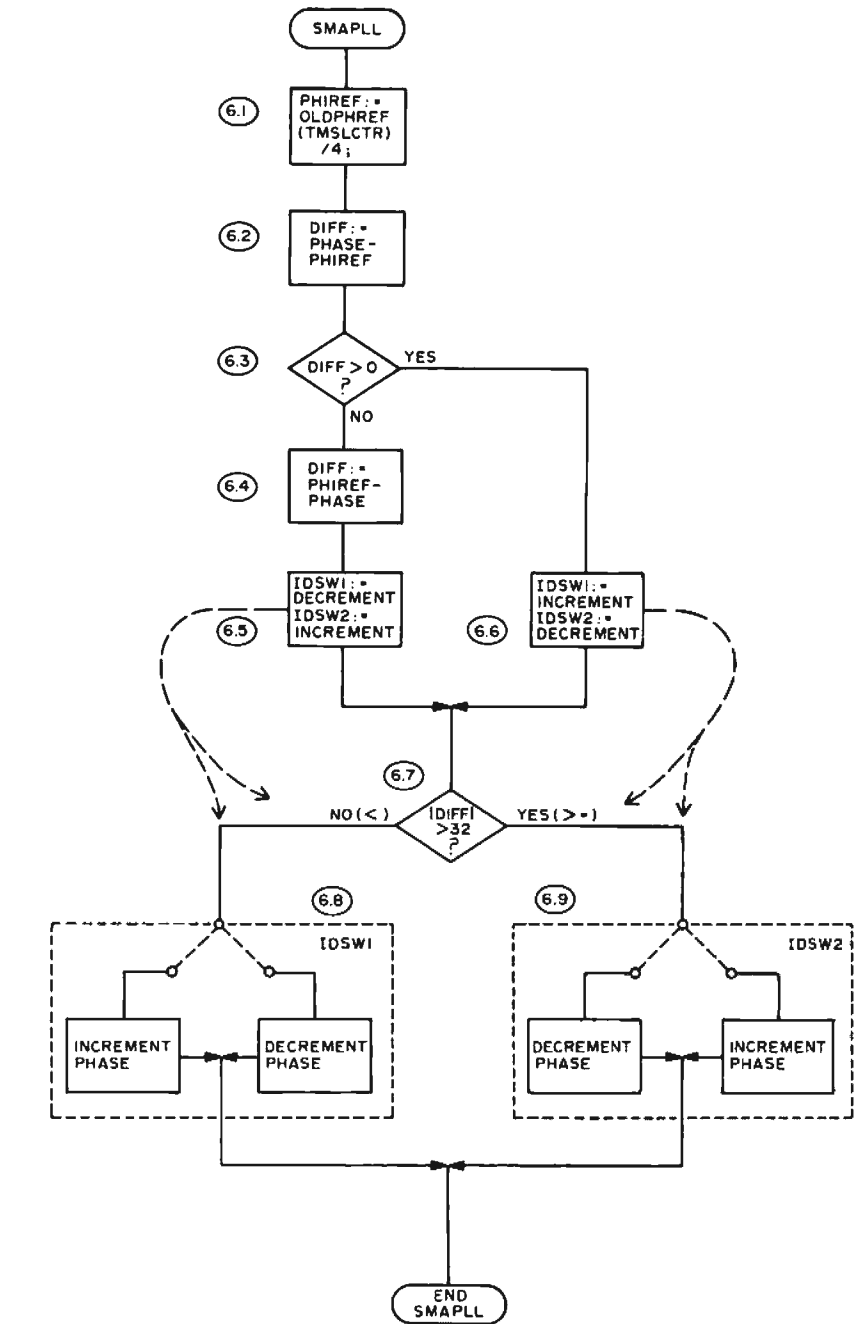 SMAPLL
6.1
PHIREF:=
OLDPHREF
(TMSLCTR)
/4;
6.2
DIFF:=
PHASE-
PHIREF
6.3
DIFF>0
?
YES
NO
6.4
DIFF:=
PHIREF-
PHASE
6.5
IDSW1:=
DECREMENT
IDSW2:=
INCREMENT
6.6
IDSW1:=
INCREMENT
IDSW2:=
DECREMENT
6.7
NO(<)
|DIFF|
>32
?
YES(>=)
6.8
IDSW1
INCREMENT
PHASE
DECREMENT
PHASE
6.9
IDSW2
DECREMENT
PHASE
INCREMENT
PHASE
END
SMAPLL